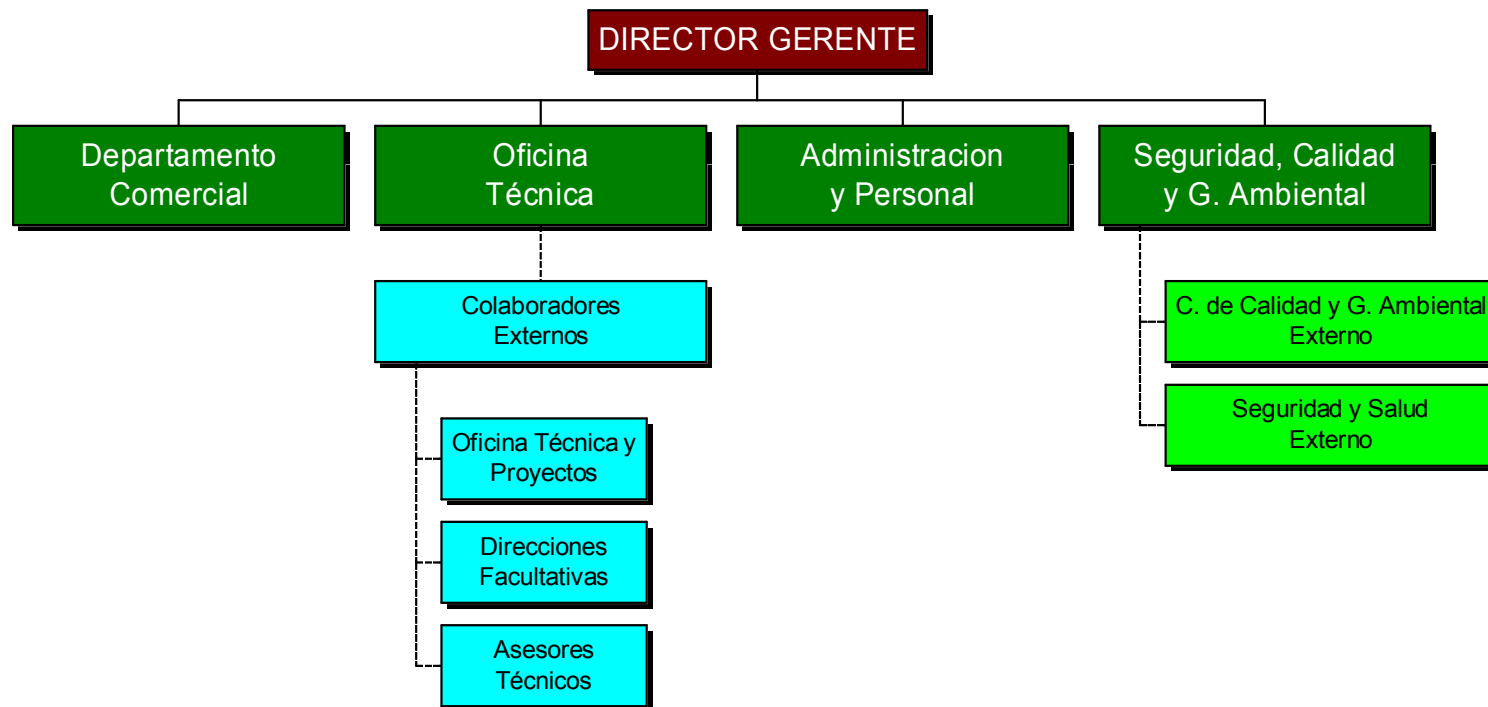 DIRECTOR GERENTE
Departamento
Comercial
Oficina
Técnica
Administracion
y Personal
Seguridad, Calidad
y G. Ambiental
Colaboradores
Externos
Oficina Técnica y
Proyectos
Direcciones
Facultativas
Asesores
Técnicos
C. de Calidad y G. Ambiental
Externo
Seguridad y Salud
Externo